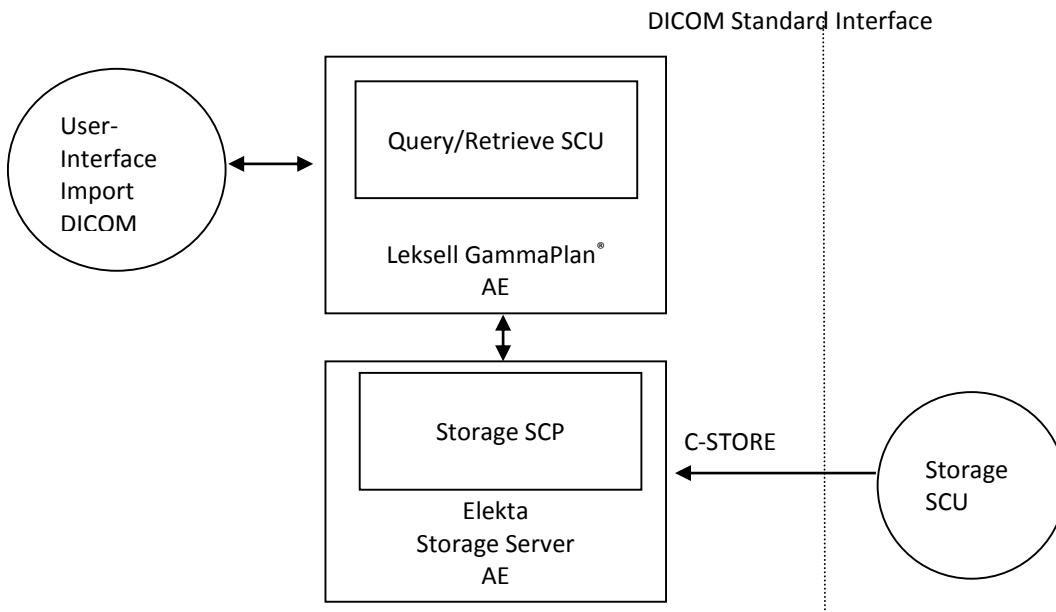 DICOM Standard Interface
User-
Interface
Import
DICOM
Query/Retrieve SCU
Leksell GammaPlan®
AE
Storage SCP
Elekta
Storage Server
AE
C-STORE
Storage
SCU